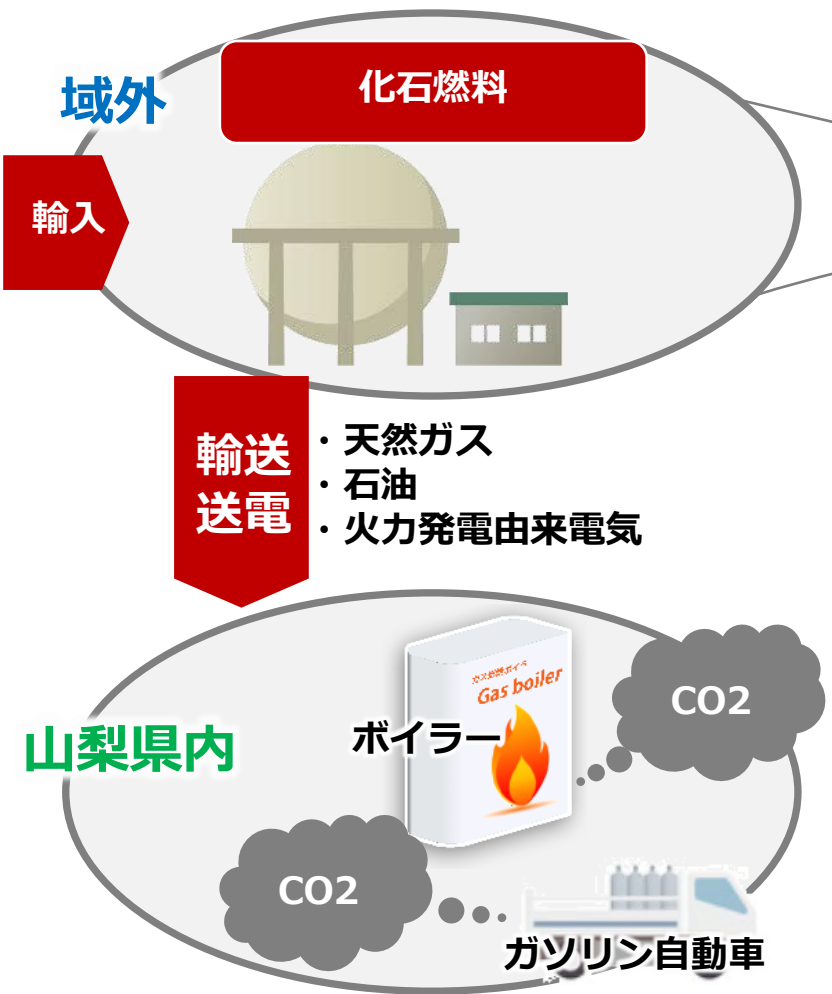 化石燃料
域外
輸入
輸送
送電
・天然ガス
・石油
・火力発電由来電気
Gas boiler
ボイラー
CO2
山梨県内
CO2
ガソリン自動車